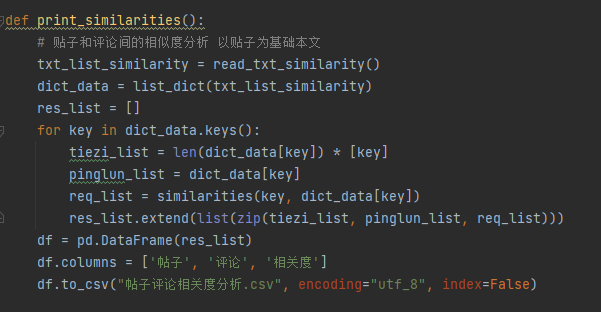 def print_similarities():
    # 贴子和评论间的相似度分析 以贴子为基础本文
    txt_list_similarity = read_txt_similarity()
    dict_data = list_dict(txt_list_similarity)
    res_list = []
    for key in dict_data.keys():
        tiezi_list = len(dict_data[key]) * [key]
        pinglun_list = dict_data[key]
        req_list = similarities(key, dict_data[key])
        res_list.extend(list(zip(tiezi_list, pinglun_list, req_list)))
    df = pd.DataFrame(res_list)
    df.columns = ['帖子', '评论', '相关度']
    df.to_csv("帖子评论相关度分析.csv", encoding="utf_8", index=False)